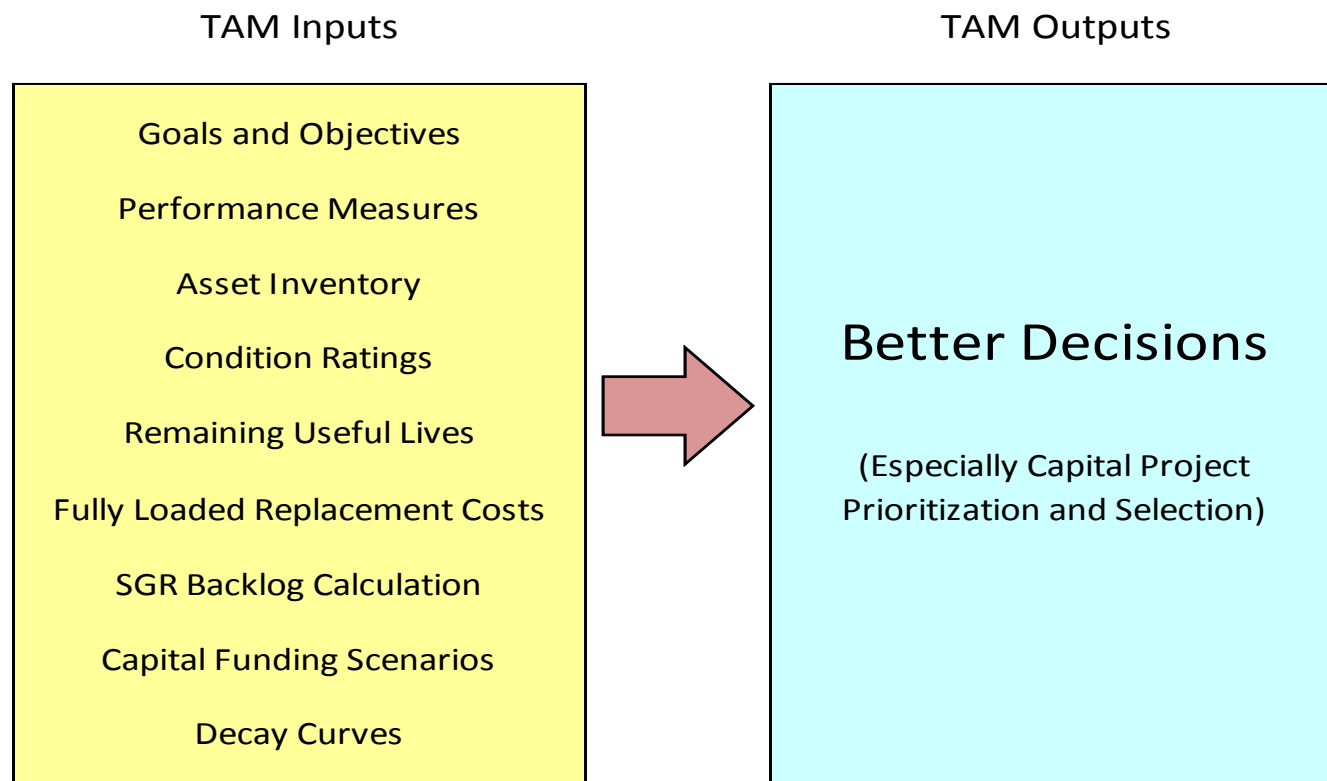 TAM Inputs
Goals and Objectives
Performance Measures
Asset Inventory
Condition Ratings
Remaining Useful Lives
Fully Loaded Replacement Costs
SGR Backlog Calculation
Capital Funding Scenarios
Decay Curves
TAM Outputs
Better Decisions
(Especially Capital Project
Prioritization and Selection)